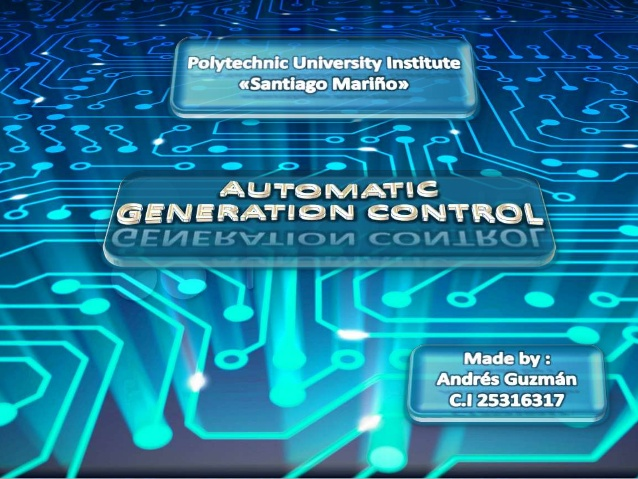 Polytechnic University Institute
«Santiago Mariño»
AUTOMATIC
GENERATION CONTROL
Made by :
Andrés Guzmán
C.I 25316317